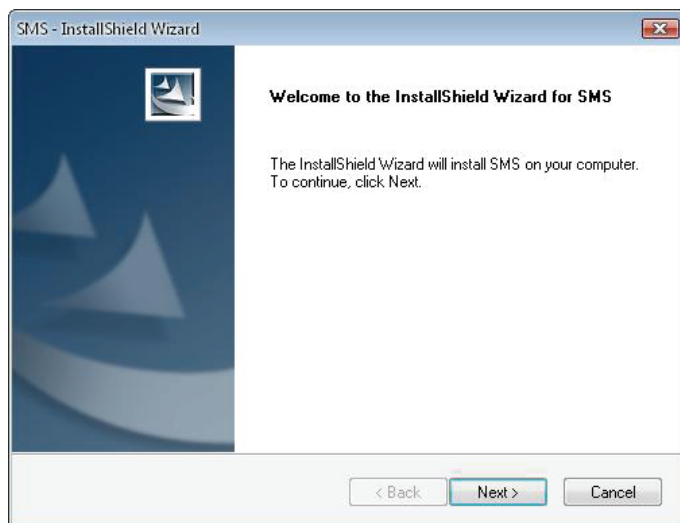 SMS - InstallShield Wizard
Welcome to the InstallShield Wizard for SMS
The InstallShield Wizard will install SMS on your computer.
To continue, click Next.
< Back Next > Cancel